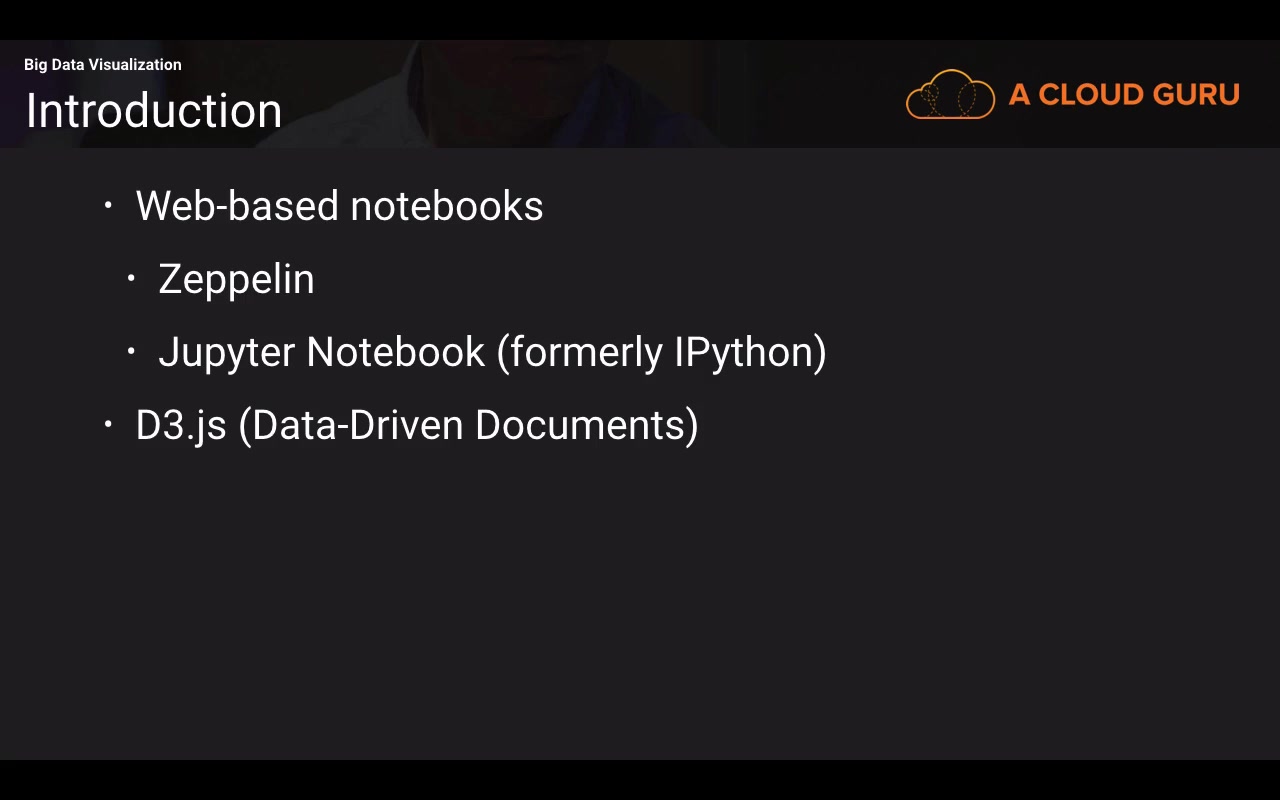 Big Data Visualization
Introduction
A CLOUD GURU
• Web-based notebooks
• Zeppelin
• Jupyter Notebook (formerly IPython)
• D3.js (Data-Driven Documents)